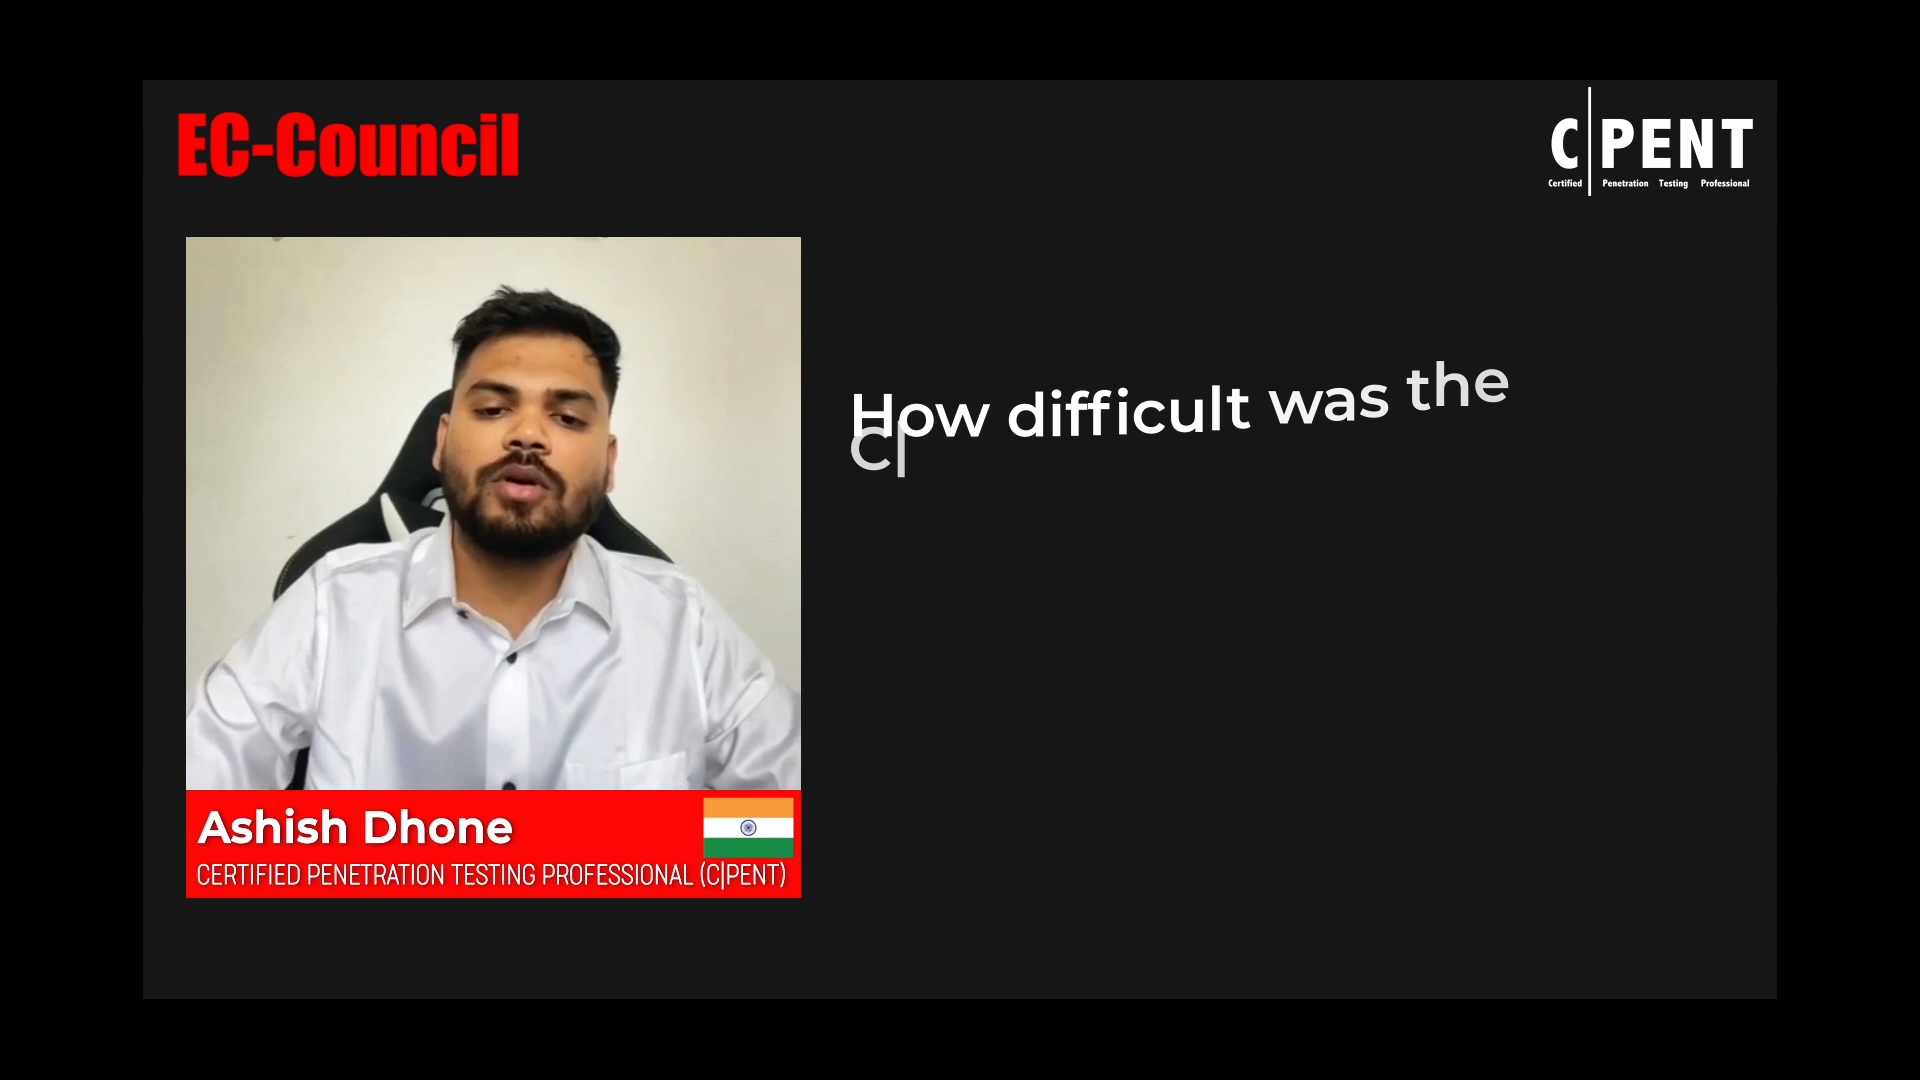 EC-Council
C|PENT
Certified Penetration Testing Professional
How difficult was the
C|
Ashish Dhone
CERTIFIED PENETRATION TESTING PROFESSIONAL (C|PENT)